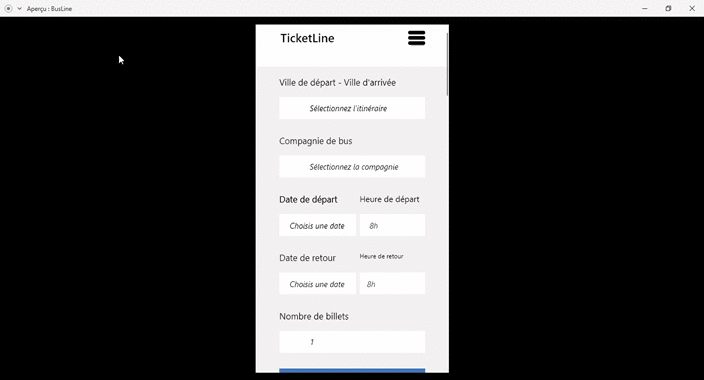 Aperçu : BusLine
TicketLine
Ville de départ - Ville d'arrivée
Sélectionnez l'itinéraire
Compagnie de bus
Sélectionnez la compagnie
Date de départ Heure de départ
Choisis une date 8h
Date de retour Heure de retour
Choisis une date 8h
Nombre de billets
1